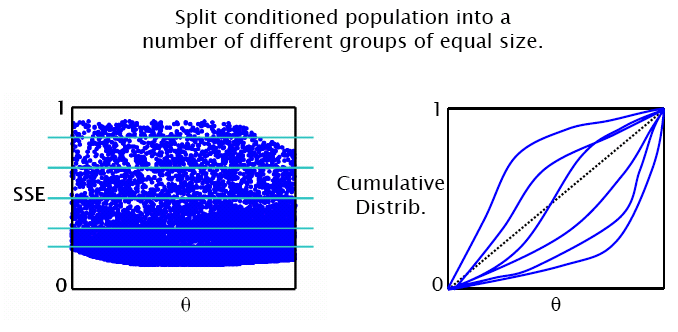 Split conditioned population into a
number of different groups of equal size.
1
SSE
0
θ
1
Cumulative
Distrib.
0
θ